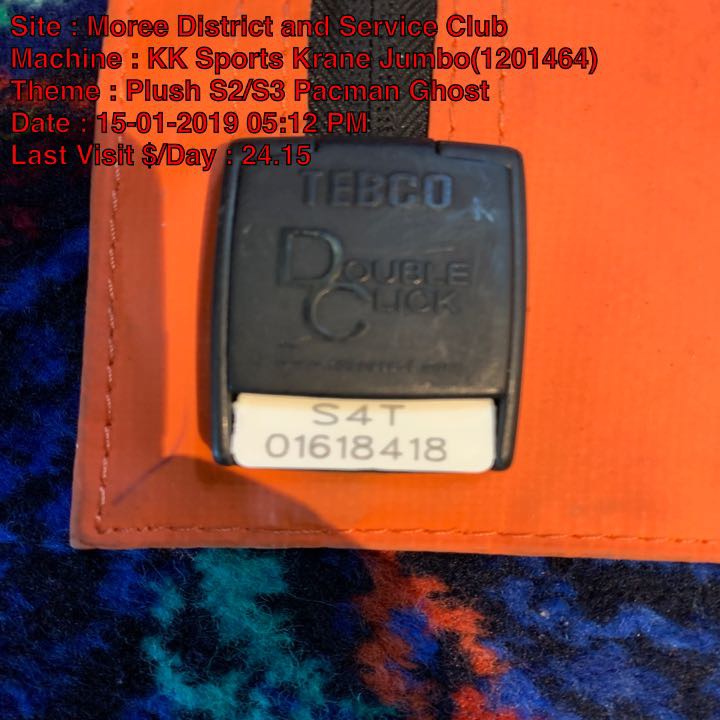 Site : Moree District and Service Club
Machine : KK Sports Krane Jumbo(1201464)
Theme : Plush S2/S3 Pacman Ghost
Date : 15-01-2019 05:12 PM
Last Visit $/Day : 24.15
TEBCO
DOUBLE
CLICK
S4T
01618418